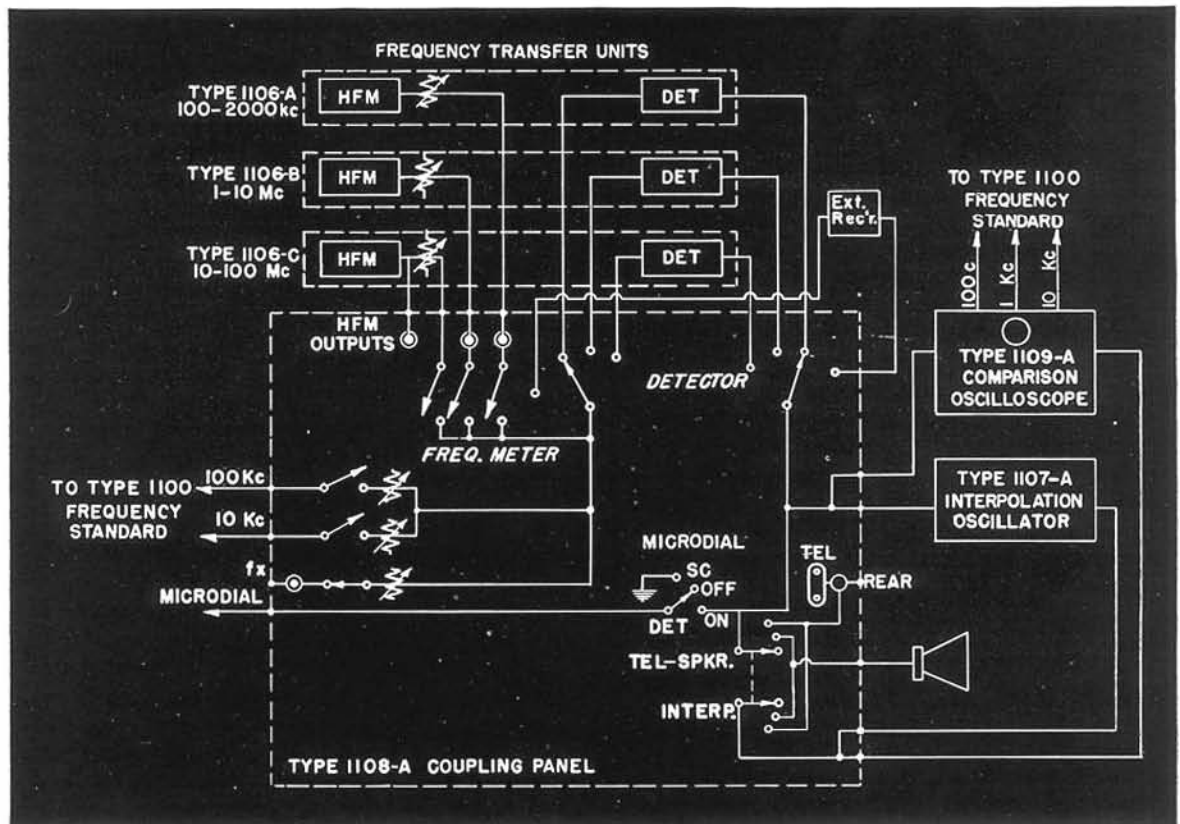 FREQUENCY TRANSFER UNITS
TYPE 1106-A
100-2000 kc
HFM
DET
TYPE 1106-B
1-10 Mc
HFM
DET
TYPE 1106-C
10-100 Mc
HFM
DET
Ext.
Rec'r.
TO TYPE 1100
FREQUENCY
STANDARD
100c
1 Kc
10 Kc
TYPE 1109-A
COMPARISON
OSCILLOSCOPE
HFM
OUTPUTS
DETECTOR
FREQ. METER
TO TYPE 1100
FREQUENCY
STANDARD
100Kc
10 Kc
fx
MICRODIAL
TYPE 1107-A
INTERPOLATION
OSCILLATOR
MICRODIAL
SC
OFF
DET
ON
TEL
REAR
TEL-SPKR.
INTERP.
TYPE 1108-A COUPLING PANEL